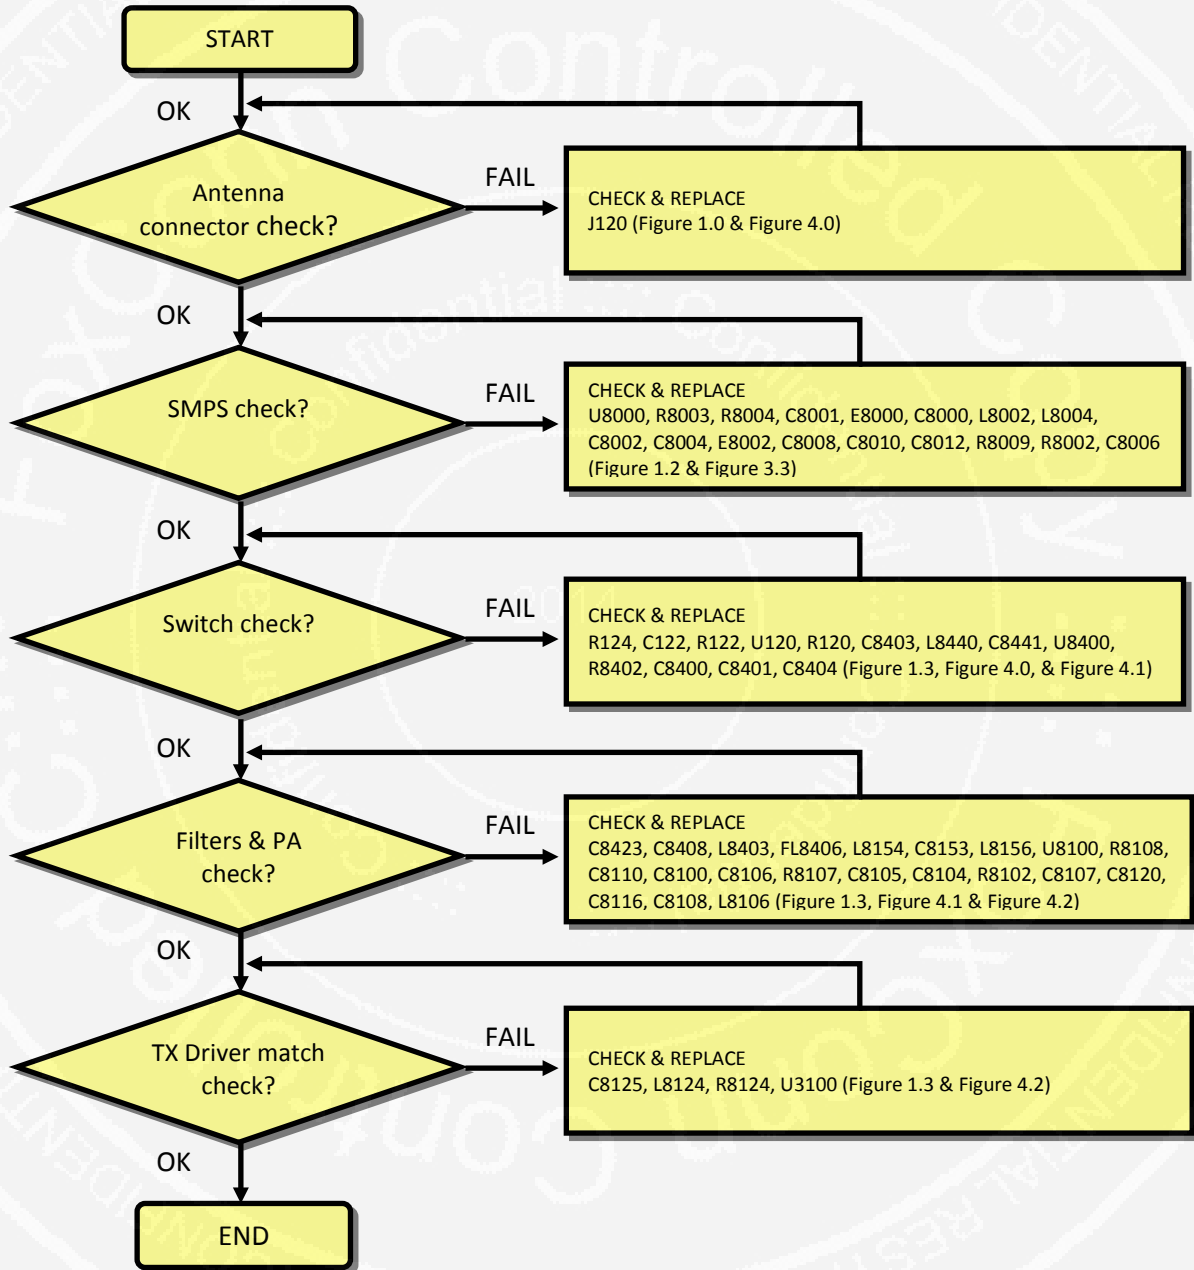 START
OK
Antenna
connector check?
FAIL
CHECK & REPLACE
J120 (Figure 1.0 & Figure 4.0)
OK
SMPS check?
FAIL
CHECK & REPLACE
U8000, R8003, R8004, C8001, E8000, C8000, L8002, L8004,
C8002, C8004, E8002, C8008, C8010, C8012, R8009, R8002, C8006
(Figure 1.2 & Figure 3.3)
OK
Switch check?
FAIL
CHECK & REPLACE
R124, C122, R122, U120, R120, C8403, L8440, C8441, U8400,
R8402, C8400, C8401, C8404 (Figure 1.3, Figure 4.0, & Figure 4.1)
OK
Filters & PA
check?
FAIL
CHECK & REPLACE
C8423, C8408, L8403, FL8406, L8154, C8153, L8156, U8100, R8108,
C8110, C8100, C8106, R8107, C8105, C8104, R8102, C8107, C8120,
C8116, C8108, L8106 (Figure 1.3, Figure 4.1 & Figure 4.2)
OK
TX Driver match
check?
FAIL
CHECK & REPLACE
C8125, L8124, R8124, U3100 (Figure 1.3 & Figure 4.2)
OK
END
Foxconn Controlled Copy
Confidential
Confidential